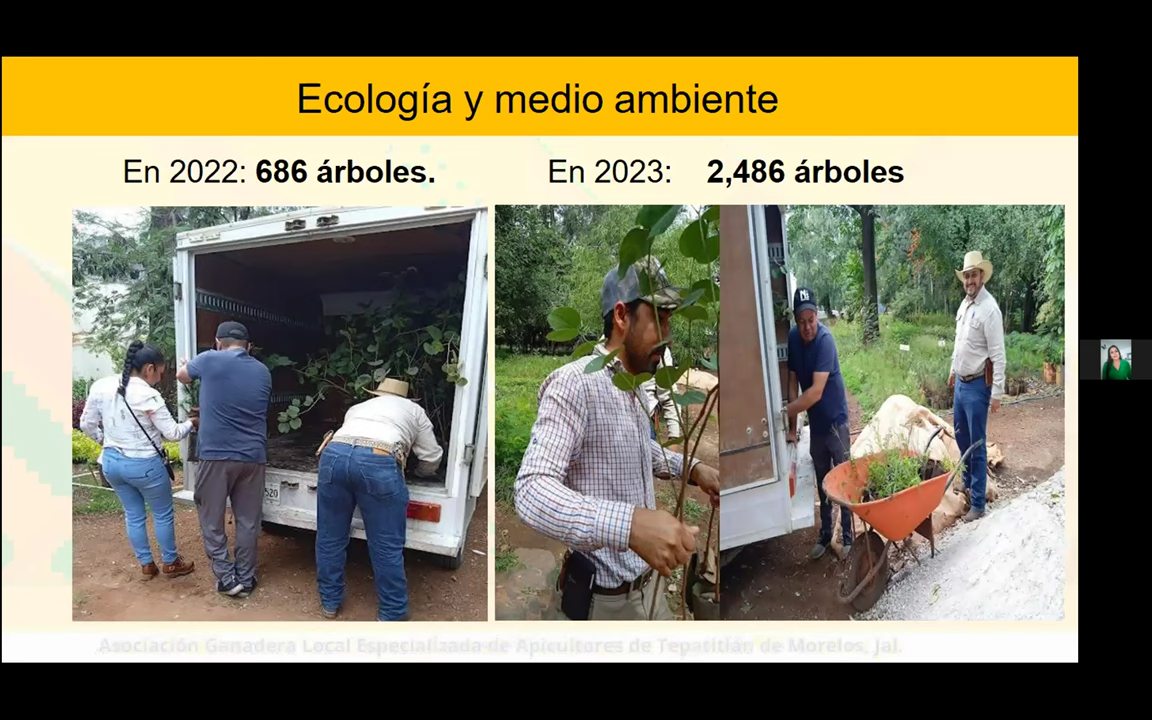 Ecología y medio ambiente
En 2022: 686 árboles.
En 2023: 2,486 árboles
Asociación Ganadera Local Especializada de Apicultores de Tepatitlán de Morelos, Jal.